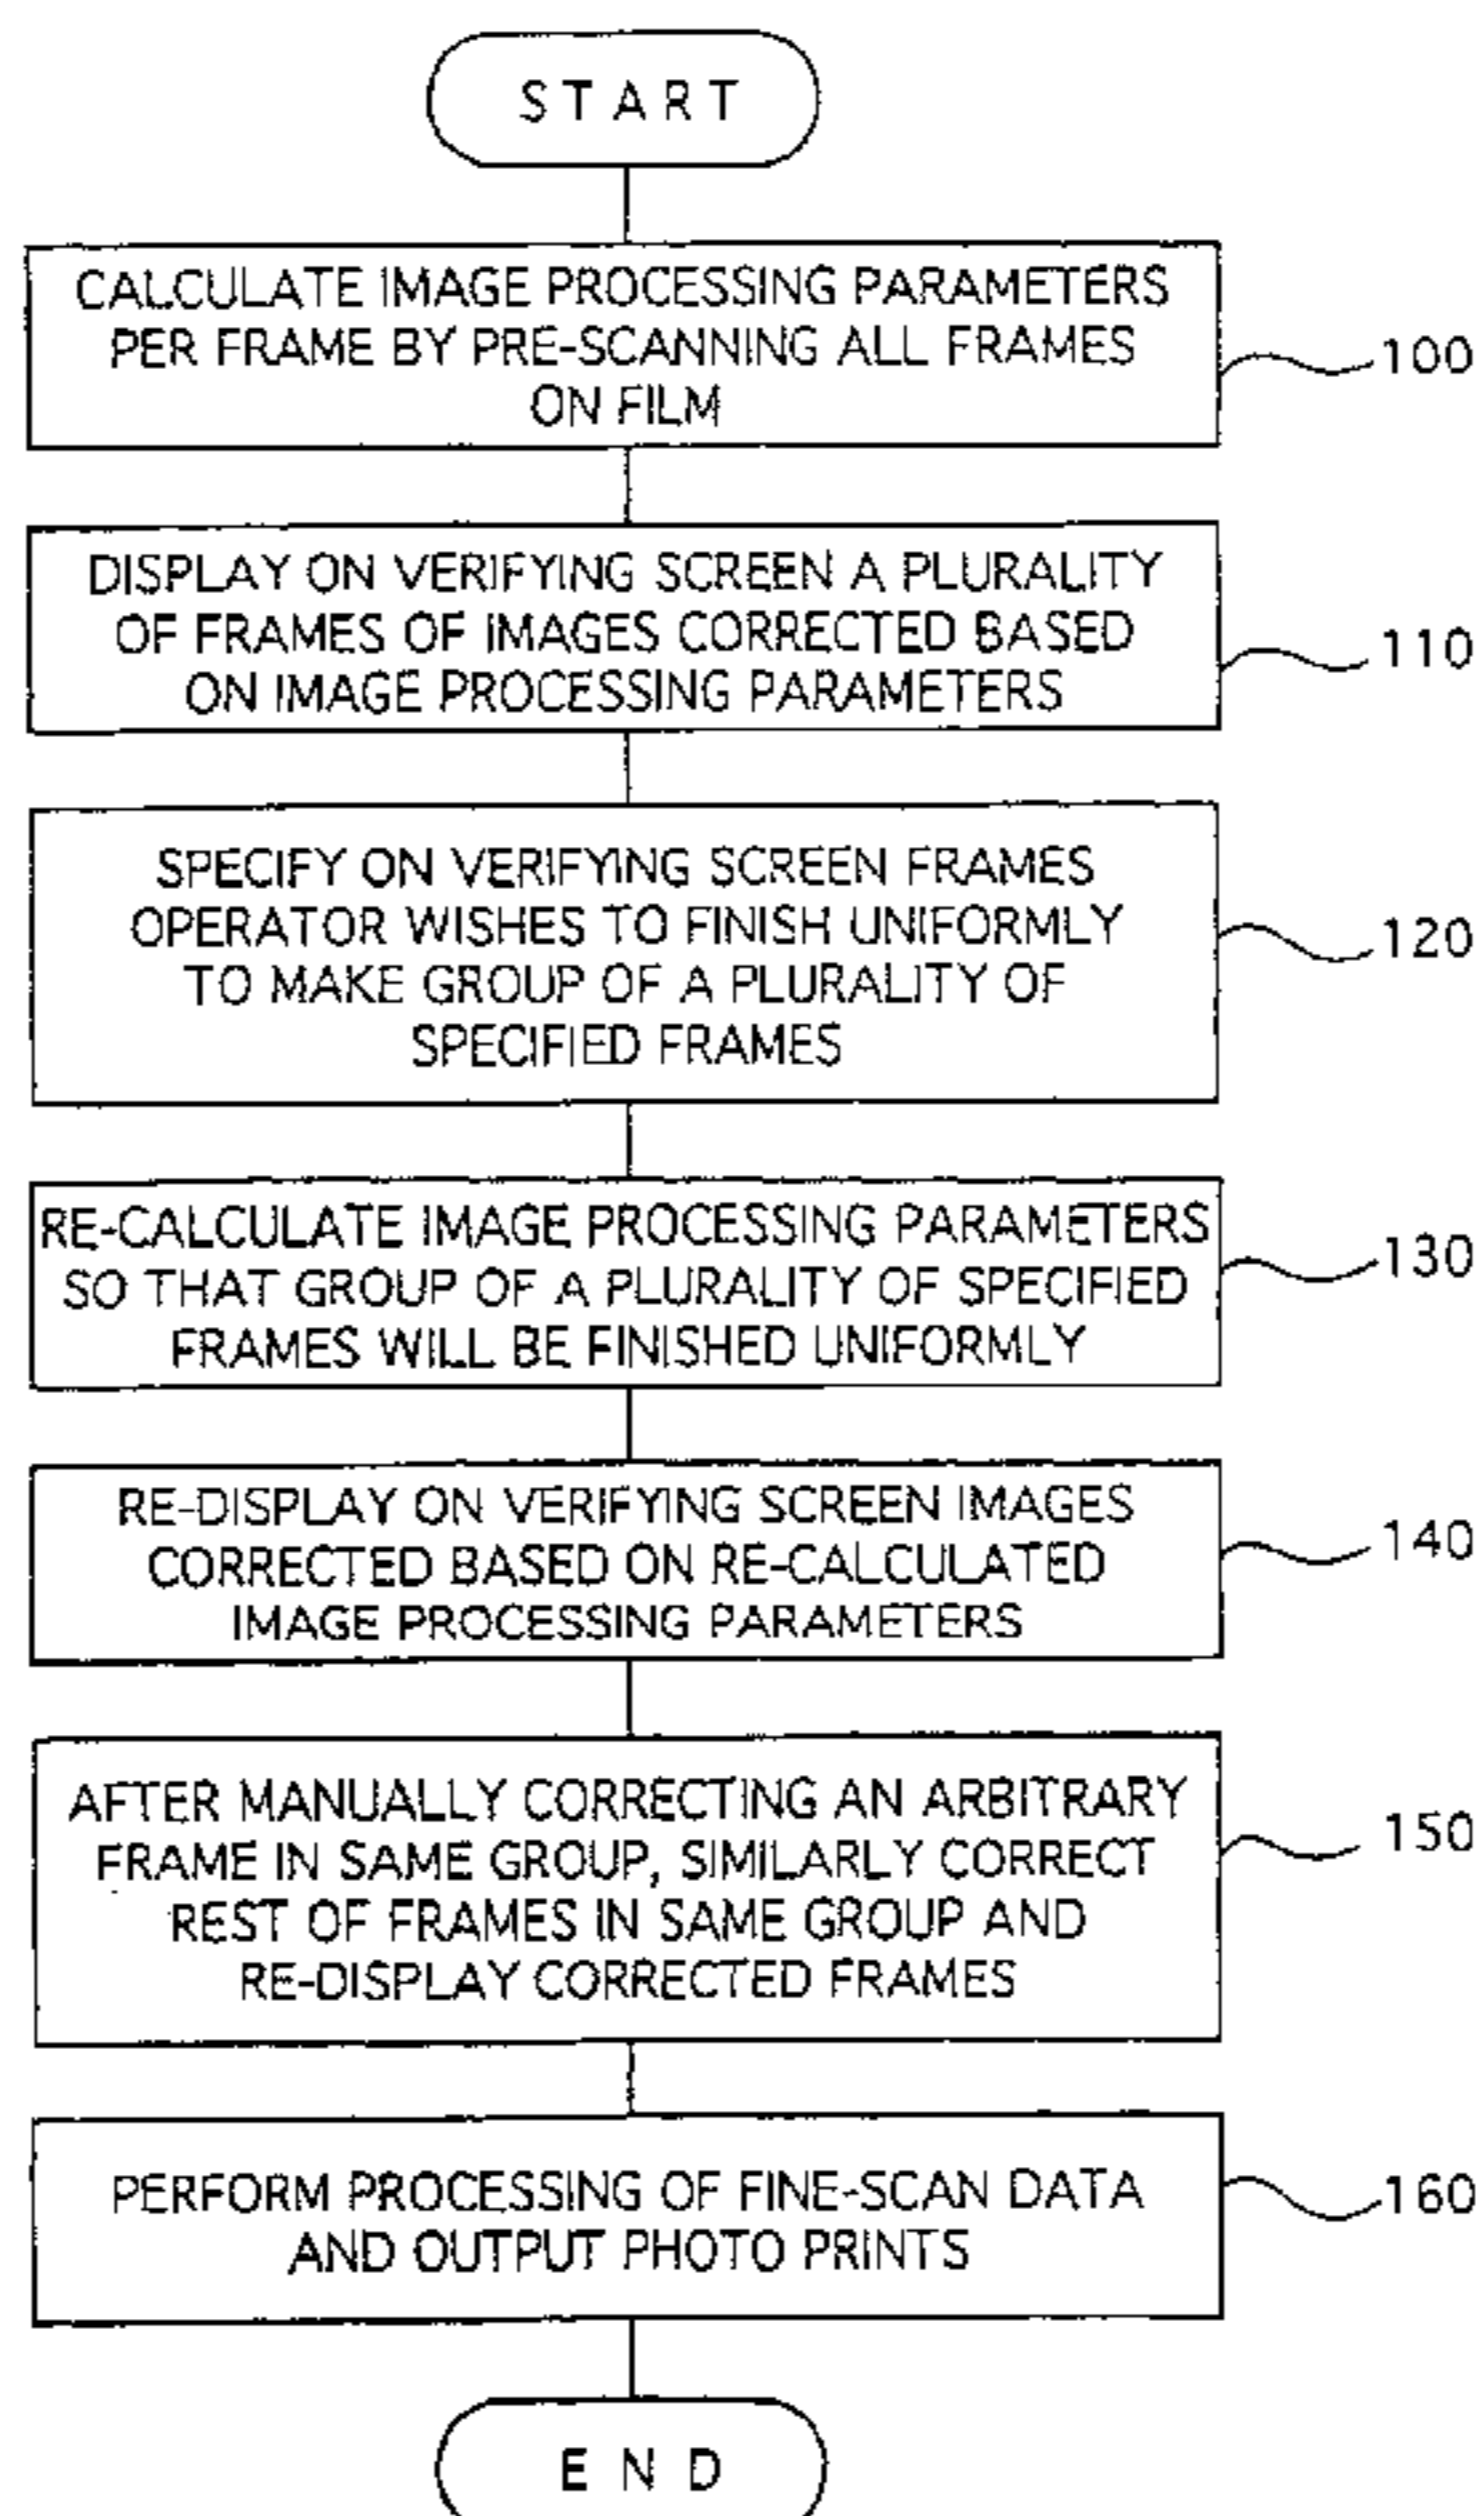 START
CALCULATE IMAGE PROCESSING PARAMETERS
PER FRAME BY PRE-SCANNING ALL FRAMES
ON FILM
100
DISPLAY ON VERIFYING SCREEN A PLURALITY
OF FRAMES OF IMAGES CORRECTED BASED
ON IMAGE PROCESSING PARAMETERS
110
SPECIFY ON VERIFYING SCREEN FRAMES
OPERATOR WISHES TO FINISH UNIFORMLY
TO MAKE GROUP OF A PLURALITY OF
SPECIFIED FRAMES
120
RE-CALCULATE IMAGE PROCESSING PARAMETERS
SO THAT GROUP OF A PLURALITY OF SPECIFIED
FRAMES WILL BE FINISHED UNIFORMLY
130
RE-DISPLAY ON VERIFYING SCREEN IMAGES
CORRECTED BASED ON RE-CALCULATED
IMAGE PROCESSING PARAMETERS
140
AFTER MANUALLY CORRECTING AN ARBITRARY
FRAME IN SAME GROUP, SIMILARLY CORRECT
REST OF FRAMES IN SAME GROUP AND
RE-DISPLAY CORRECTED FRAMES
150
PERFORM PROCESSING OF FINE-SCAN DATA
AND OUTPUT PHOTO PRINTS
160
END